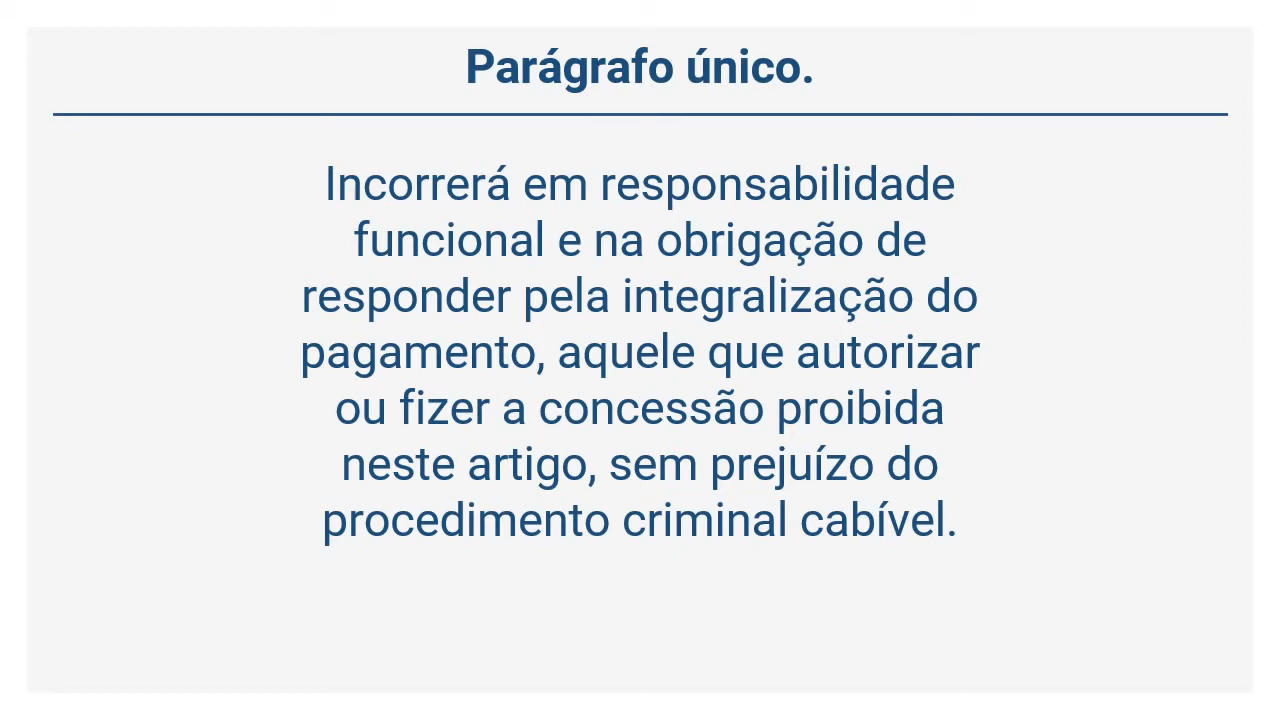 Parágrafo único.
Incorrerá em responsabilidade
funcional e na obrigação de
responder pela integralização do
pagamento, aquele que autorizar
ou fizer a concessão proibida
neste artigo, sem prejuízo do
procedimento criminal cabível.